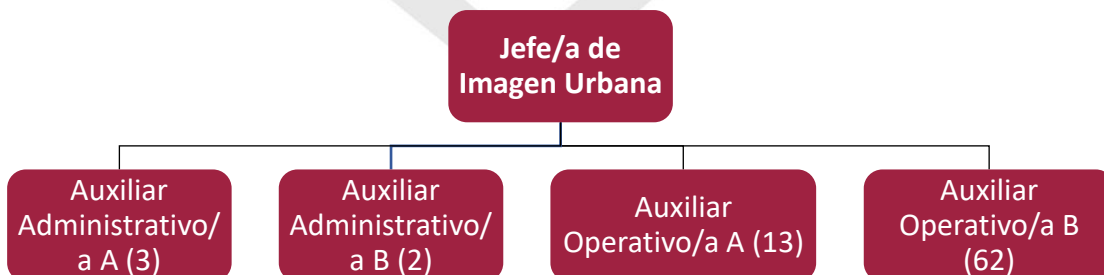 Jefe/a de
Imagen Urbana
Auxiliar
Administrativo/
a A (3)
Auxiliar
Administrativo/
a B (2)
Auxiliar
Operativo/a A (13)
Auxiliar
Operativo/a B
(62)